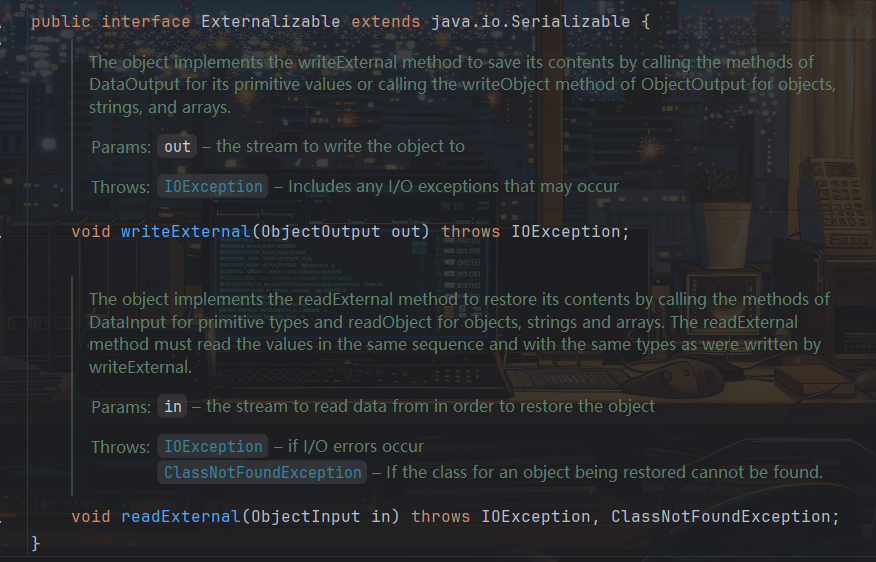 public interface Externalizable extends java.io.Serializable {
The object implements the writeExternal method to save its contents by calling the methods of
DataOutput for its primitive values or calling the writeObject method of ObjectOutput for objects,
strings, and arrays.
Params: out – the stream to write the object to
Throws: IOException – Includes any I/O exceptions that may occur
void writeExternal(ObjectOutput out) throws IOException;
The object implements the readExternal method to restore its contents by calling the methods of
DataInput for primitive types and readObject for objects, strings and arrays. The readExternal
method must read the values in the same sequence and with the same types as were written by
writeExternal.
Params: in – the stream to read data from in order to restore the object
Throws: IOException – if I/O errors occur
ClassNotFoundException – If the class for an object being restored cannot be found.
void readExternal(ObjectInput in) throws IOException, ClassNotFoundException;
}